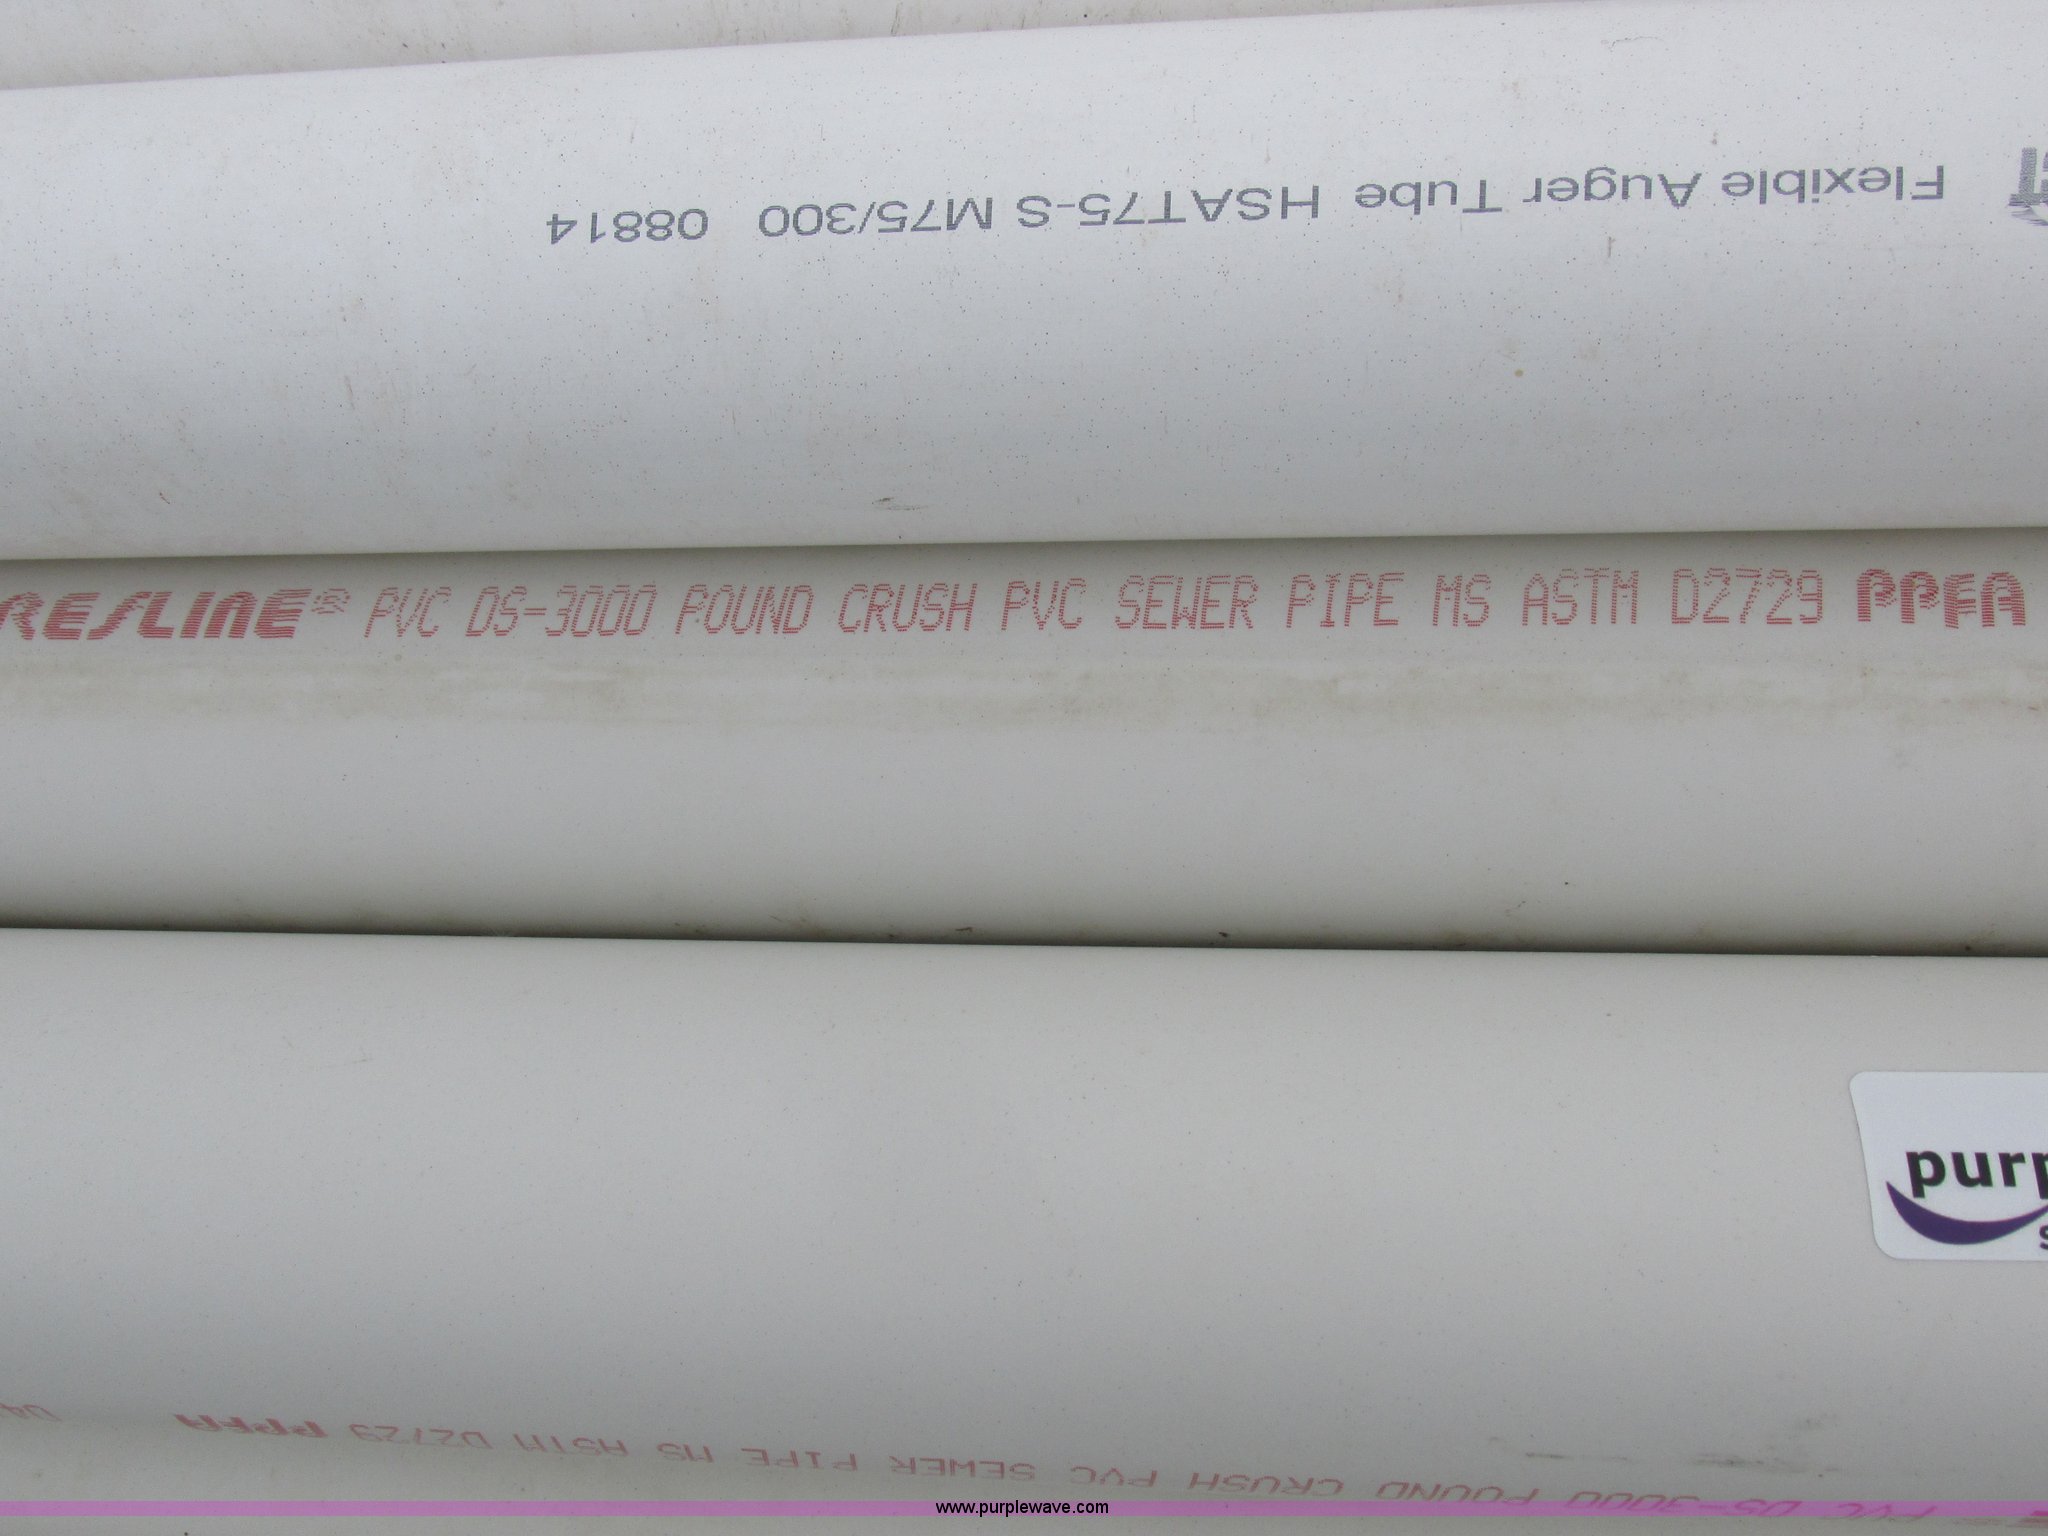 Flexible Auger Tube HSAT75-S M75/300 08814
RESLINE® PVC DS-3000 POUND CRUSH PVC SEWER PIPE MS ASTM D2729 PPFA
purp
s
PVC DS-3000 POUND CRUSH PVC SEWER PIPE MS ASTM D2729 PPFA
www.purplewave.com